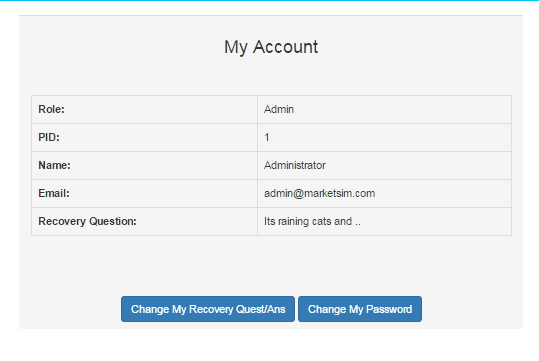 My Account
Role: Admin
PID: 1
Name: Administrator
Email: admin@marketsim.com
Recovery Question: Its raining cats and ..
Change My Recovery Quest/Ans Change My Password